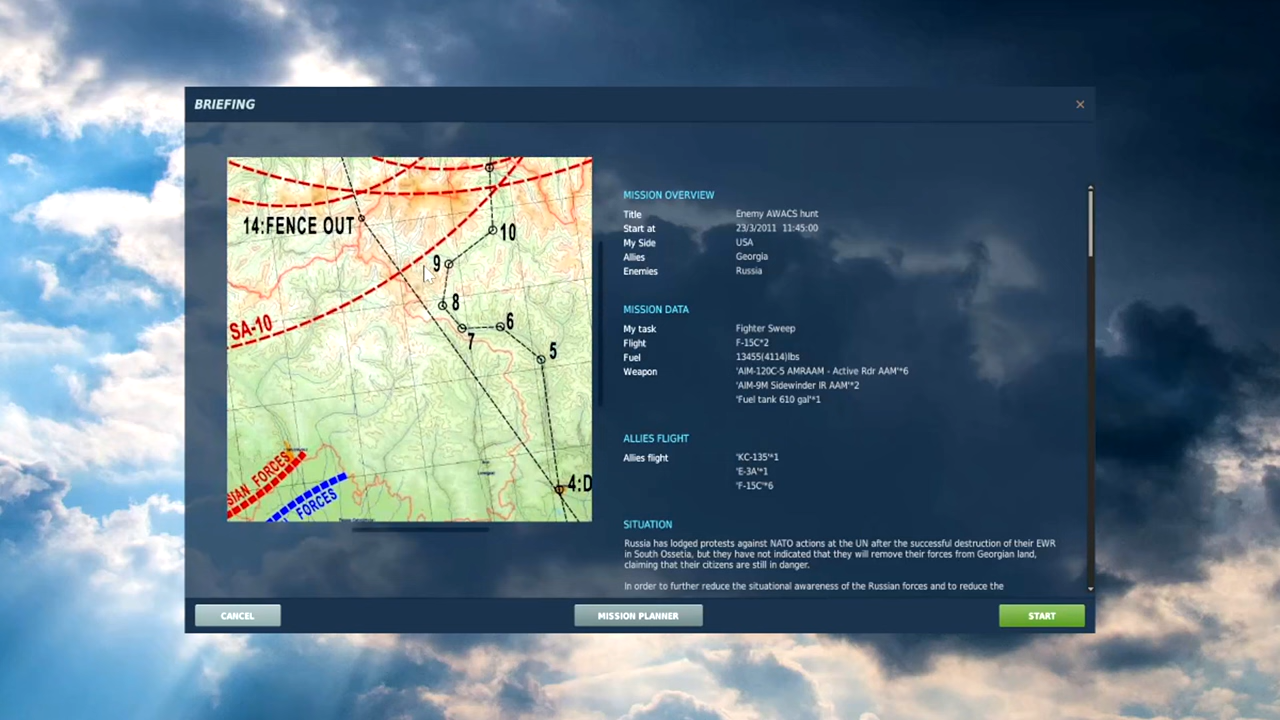 BRIEFING
14:FENCE OUT
10
9
8
SA-10
6
7
5
4:D
SIAN FORCES
FORCES
MISSION OVERVIEW
Title Enemy AWACS hunt
Start at 23/3/2011 11:45:00
My Side USA
Allies Georgia
Enemies Russia
MISSION DATA
My task Fighter Sweep
Flight F-15C*2
Fuel 13455(4114)lbs
Weapon 'AIM-120C-5 AMRAAM - Active Rdr AAM'*6
'AIM-9M Sidewinder IR AAM'*2
'Fuel tank 610 gal'*1
ALLIES FLIGHT
Allies flight 'KC-135'*1
'E-3A'*1
'F-15C'*6
SITUATION
Russia has lodged protests against NATO actions at the UN after the successful destruction of their EWR
in South Ossetia, but they have not indicated that they will remove their forces from Georgian land,
claiming that their citizens are still in danger.
In order to further reduce the situational awareness of the Russian forces and to reduce the
CANCEL
MISSION PLANNER
START